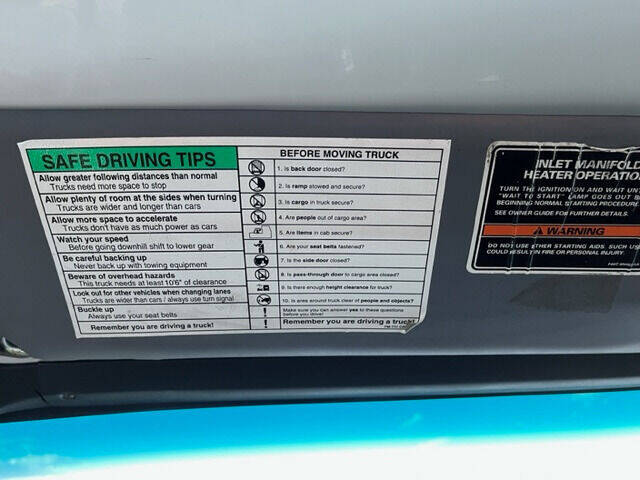 SAFE DRIVING TIPS
Allow greater following distances than normal
Trucks need more space to stop
Allow plenty of room at the sides when turning
Trucks are wider and longer than cars
Allow more space to accelerate
Trucks don't have as much power as cars
Watch your speed
Before going downhill shift to lower gear
Be careful backing up
Never back up with towing equipment
Beware of overhead hazards
This truck needs at least 10'6" of clearance
Look out for other vehicles when changing lanes
Trucks are wider than cars / always use turn signal
Buckle up
Always use your seat belts
Remember you are driving a truck!
BEFORE MOVING TRUCK
1. Is back door closed?
2. Is ramp stowed and secure?
3. Is cargo in truck secure?
4. Are people out of cargo area?
5. Are items in cab secure?
6. Are your seat belts fastened?
7. Is the side door closed?
8. Is pass-through door to cargo area closed?
9. Is there enough height clearance for truck?
10. Is area around truck clear of people and objects?
! Make sure you can answer yes to these questions
before you drive!
! Remember you are driving a truck!
INLET MANIFOLD
HEATER OPERATIO
TURN THE IGNITION ON AND WAIT UN
"WAIT TO START" LAMP GOES OUT BE
BEGINNING NORMAL STARTING PROCEDURE
SEE OWNER GUIDE FOR FURTHER DETAILS.
WARNING
DO NOT USE ETHER STARTING AIDS. SUCH US
COULD RESULT IN FIRE OR PERSONAL INJURY.